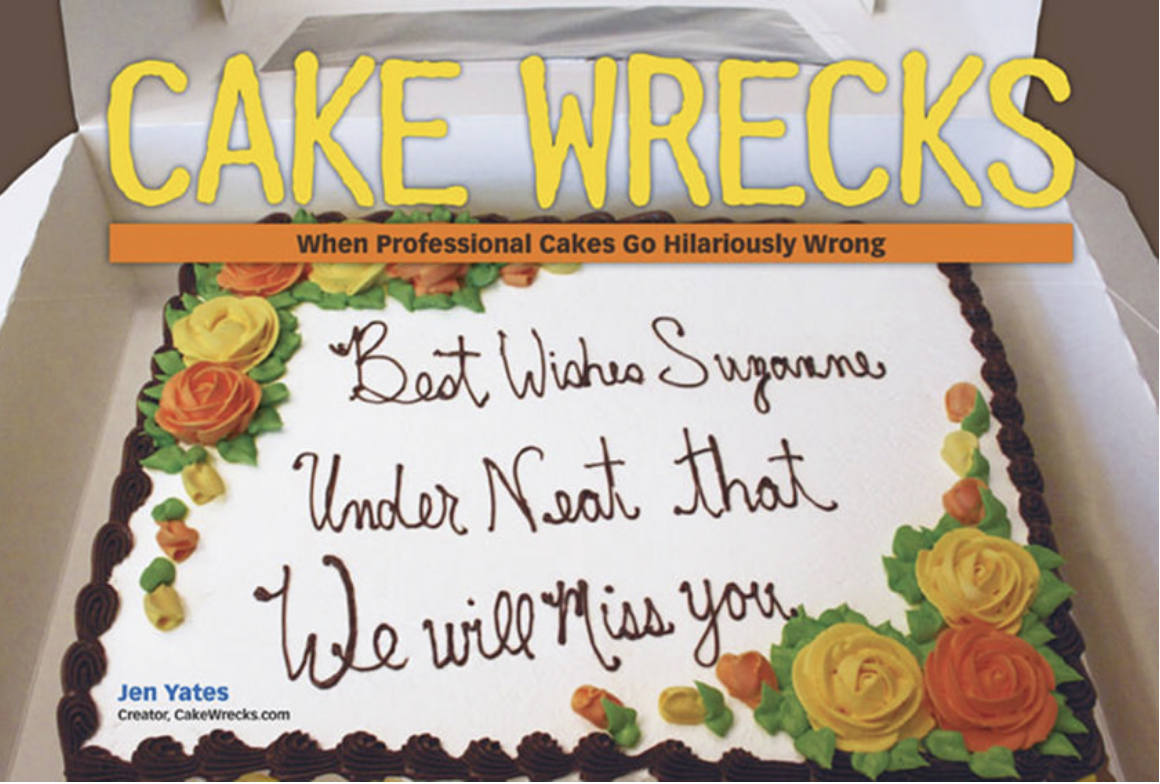 CAKE WRECKS
When Professional Cakes Go Hilariously Wrong
Best Wishes Suzanne
Under Neat that
We will Miss you
Jen Yates
Creator, CakeWrecks.com